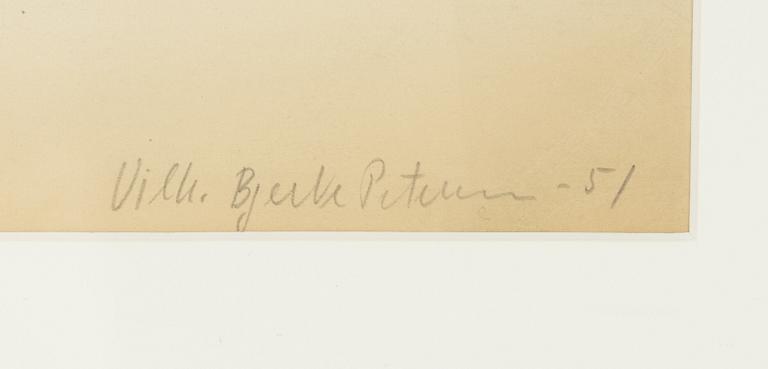 Vilh. Bjerke Petersen -51